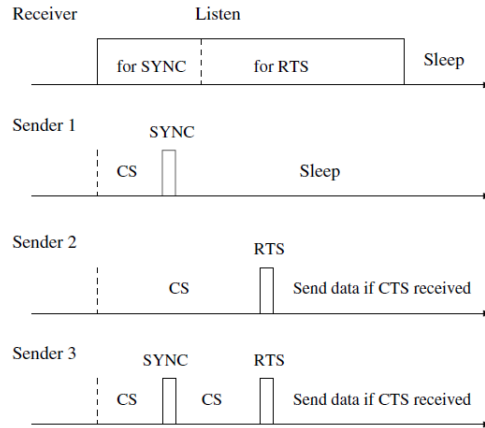 Receiver Listen
for SYNC for RTS Sleep
Sender 1
SYNC
CS Sleep
Sender 2
RTS
CS Send data if CTS received
Sender 3
SYNC RTS
CS CS Send data if CTS received